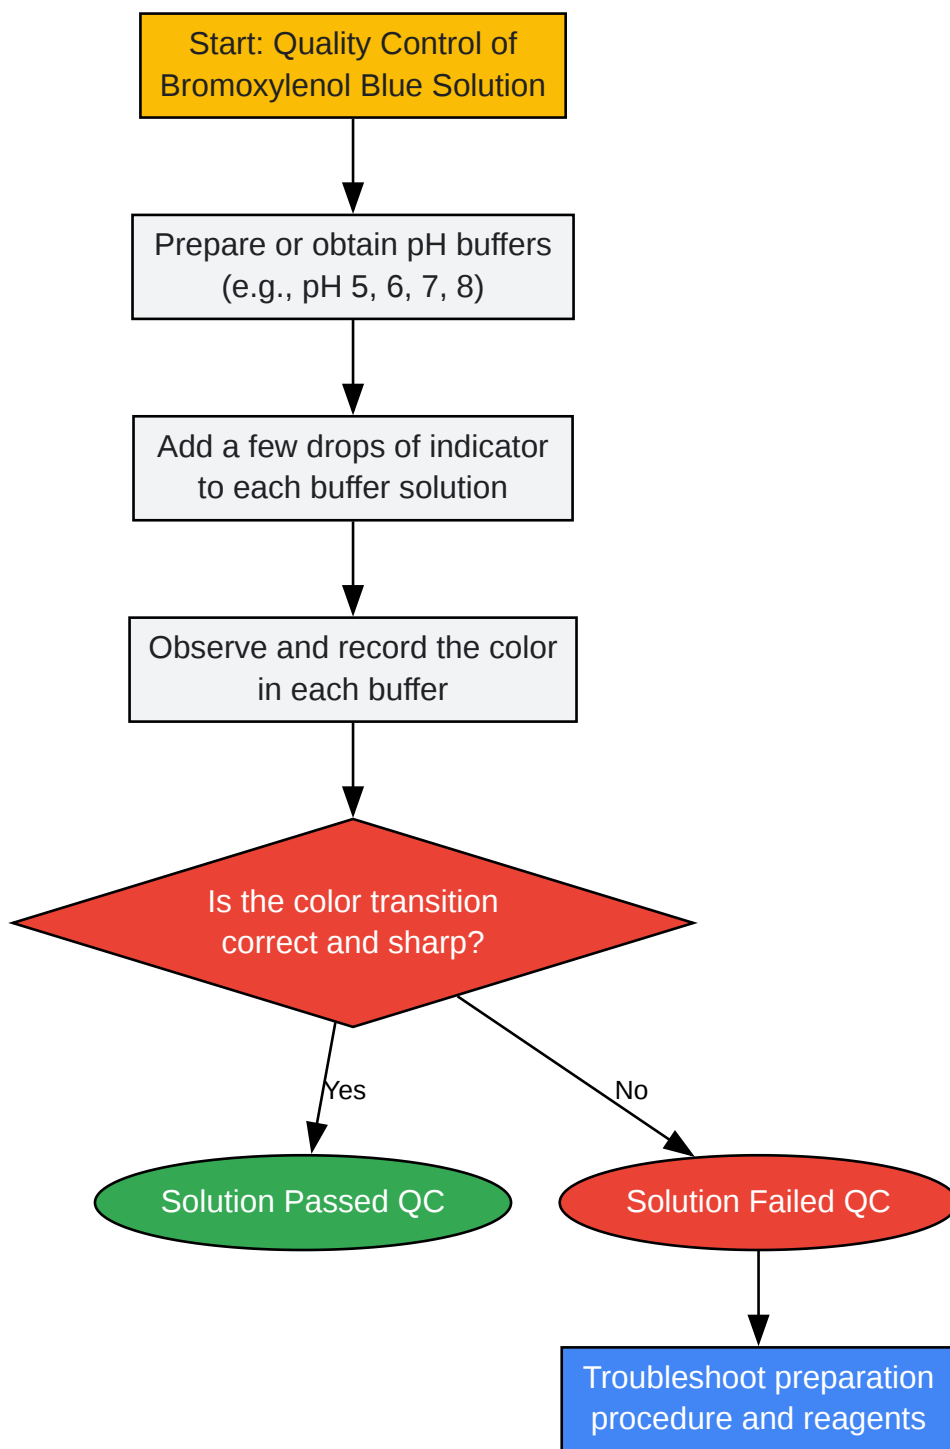 Start: Quality Control of
Bromoxylenol Blue Solution
Prepare or obtain pH buffers
(e.g., pH 5, 6, 7, 8)
Add a few drops of indicator
to each buffer solution
Observe and record the color
in each buffer
Is the color transition
correct and sharp?
Yes
No
Solution Passed QC
Solution Failed QC
Troubleshoot preparation
procedure and reagents